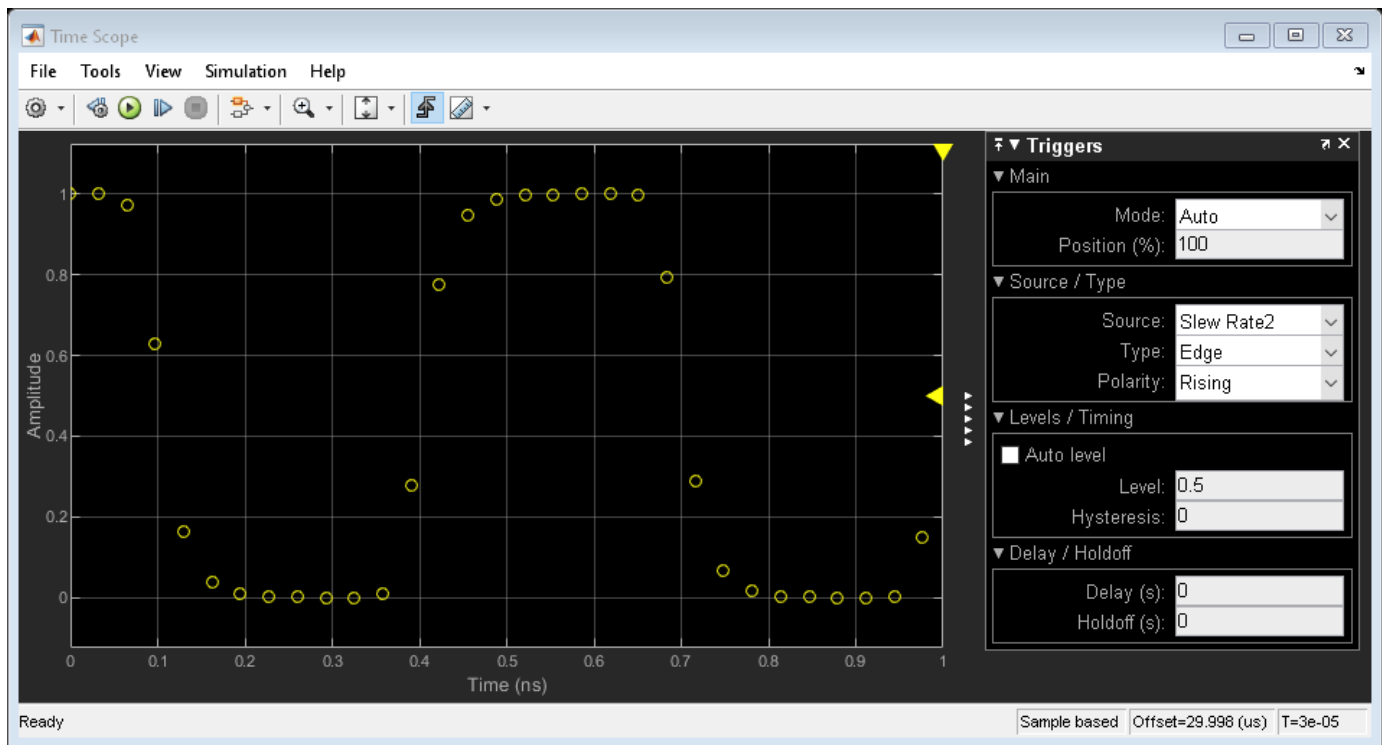 Time Scope
File Tools View Simulation Help
Triggers
Main
Mode: Auto
Position (%): 100
Source / Type
Source: Slew Rate2
Type: Edge
Polarity: Rising
Levels / Timing
Auto level
Level: 0.5
Hysteresis: 0
Delay / Holdoff
Delay (s): 0
Holdoff (s): 0
Amplitude
1
0.8
0.6
0.4
0.2
0
0 0.1 0.2 0.3 0.4 0.5 0.6 0.7 0.8 0.9 1
Time (ns)
Ready Sample based Offset=29.998 (us) T=3e-05